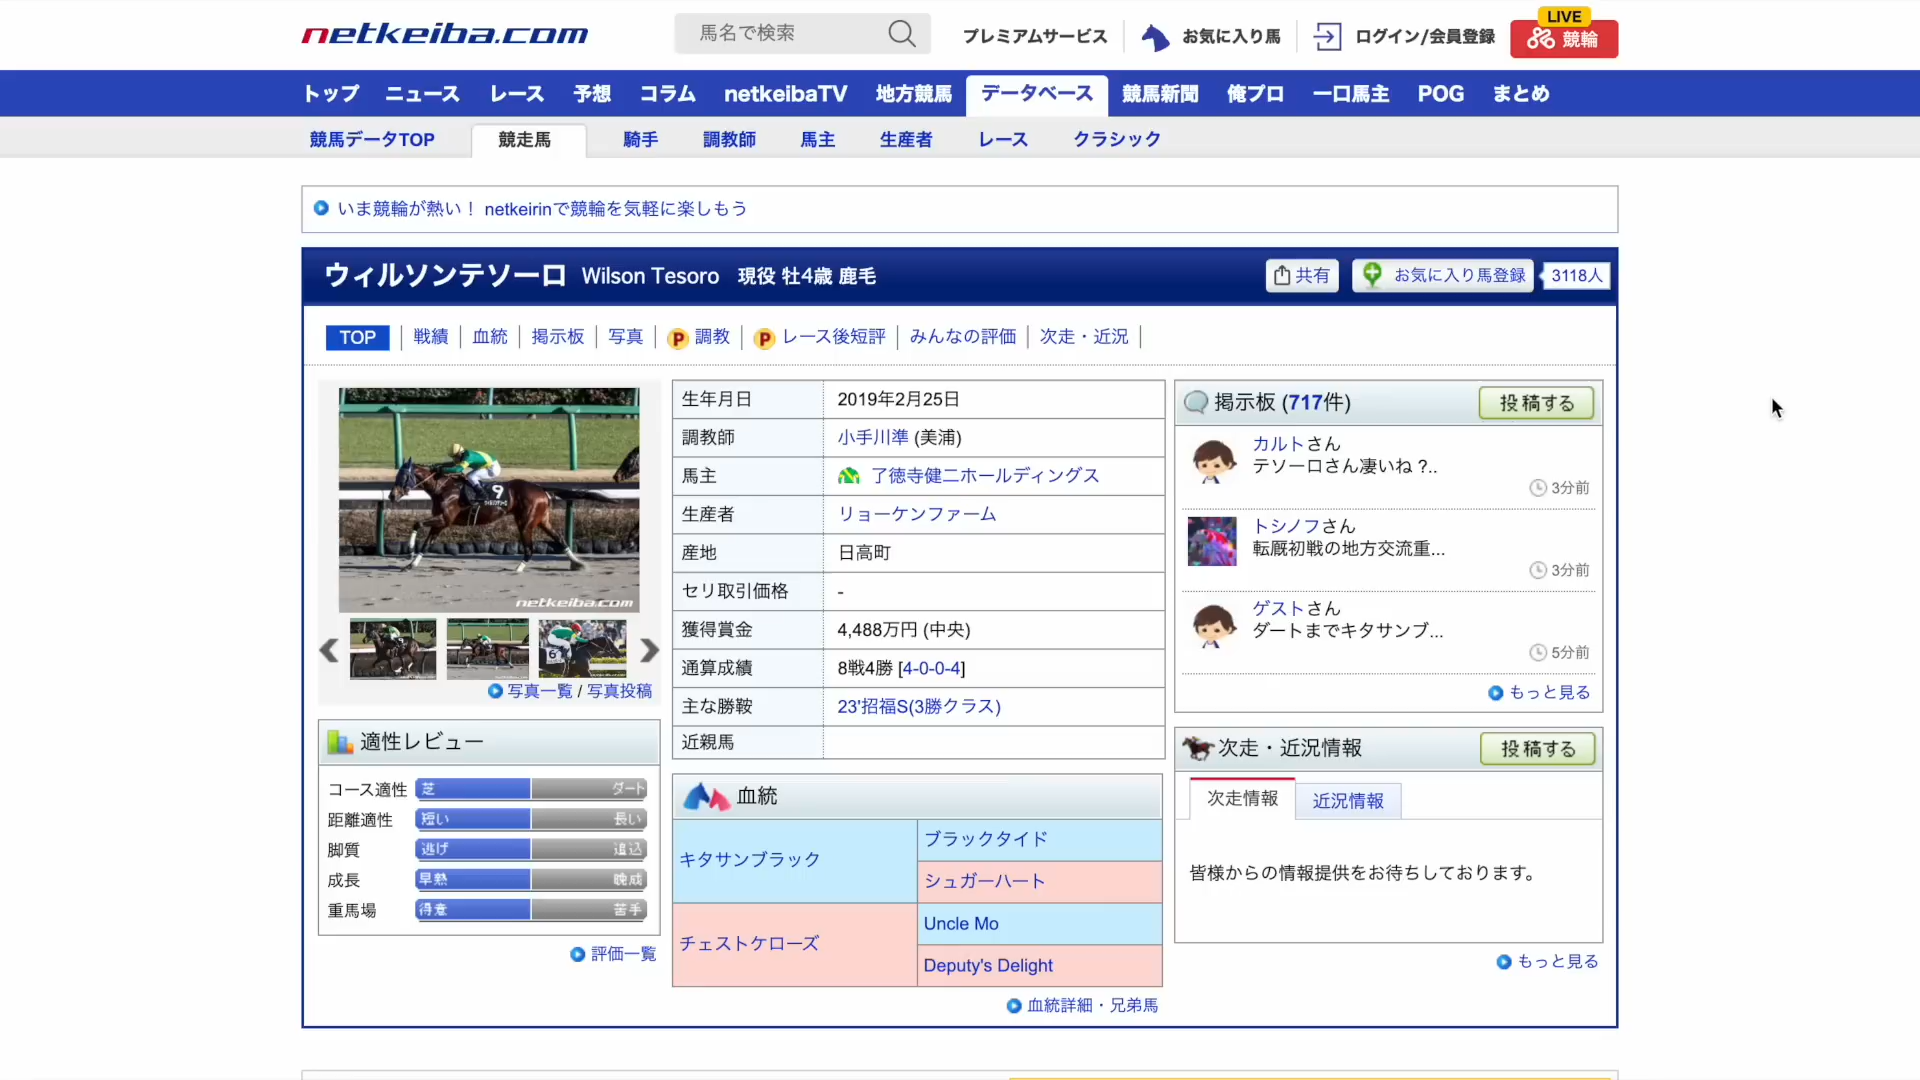 netkeiba.com
馬名で検索
プレミアムサービス
お気に入り馬
ログイン/会員登録
LIVE
競輪
トップ ニュース レース 予想 コラム netkeibaTV 地方競馬 データベース 競馬新聞 俺プロ 一口馬主 POG まとめ
競馬データTOP 競走馬 騎手 調教師 馬主 生産者 レース クラシック
いま競輪が熱い！ netkeirinで競輪を気軽に楽しもう
ウィルソンテソーロ Wilson Tesoro 現役 牡4歳 鹿毛
共有
お気に入り馬登録
3118人
TOP 戦績 血統 掲示板 写真 P 調教 P レース後短評 みんなの評価 次走・近況
9
netkeiba.com
6
写真一覧 / 写真投稿
適性レビュー
コース適性 芝 ダート
距離適性 短い 長い
脚質 逃げ 追込
成長 早熟 晩成
重馬場 得意 苦手
評価一覧
生年月日 2019年2月25日
調教師 小手川準 (美浦)
馬主 了徳寺健二ホールディングス
生産者 リョーケンファーム
産地 日高町
セリ取引価格 -
獲得賞金 4,488万円 (中央)
通算成績 8戦4勝 [4-0-0-4]
主な勝鞍 23'招福S(3勝クラス)
近親馬
血統
キタサンブラック
ブラックタイド
シュガーハート
チェストケローズ
Uncle Mo
Deputy's Delight
血統詳細・兄弟馬
掲示板 (717件)
投稿する
カルトさん
テソーロさん凄いね？..
3分前
トシノフさん
転厩初戦の地方交流重...
3分前
ゲストさん
ダートまでキタサンブ...
5分前
もっと見る
次走・近況情報
投稿する
次走情報 近況情報
皆様からの情報提供をお待ちしております。
もっと見る